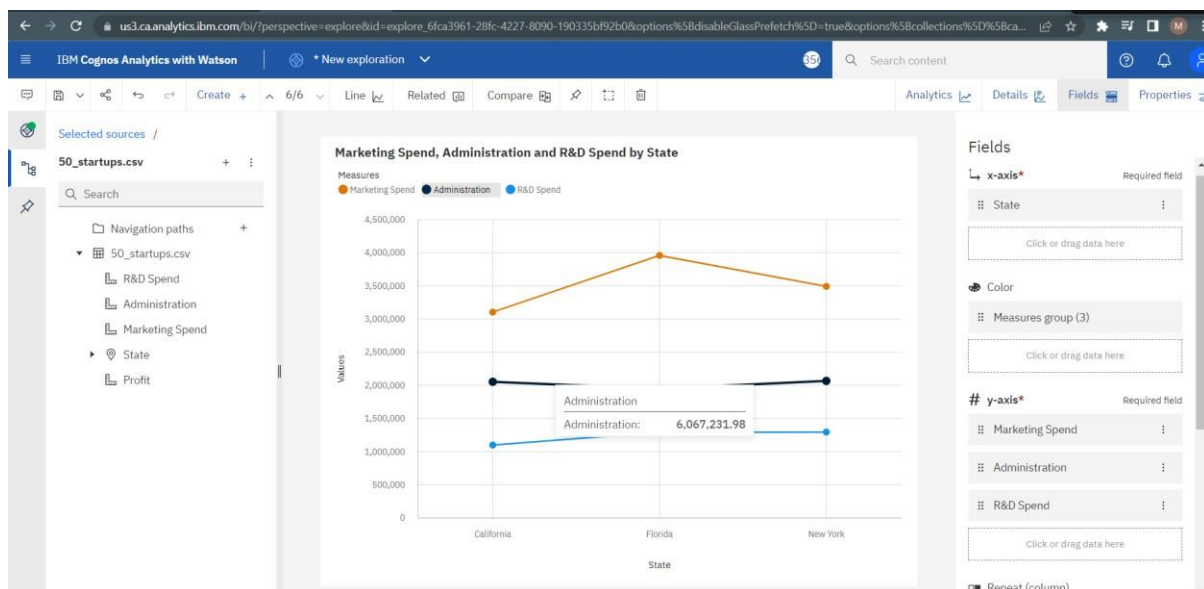 us3.ca.analytics.ibm.com/bi/?perspective=explore&id=explore_6fca3961-28fc-4227-8090-190335bf92b0&options%5BdisableGlassPrefetch%5D=true&options%5Bcollections%5D%5Bca...
M
IBM Cognos Analytics with Watson
* New exploration
Search content
Create +
6/6
Line
Related
Compare
Analytics
Details
Fields
Properties
Selected sources /
50_startups.csv
Search
Navigation paths
50_startups.csv
R&D Spend
Administration
Marketing Spend
State
Profit
Marketing Spend, Administration and R&D Spend by State
Measures
Marketing Spend Administration R&D Spend
4,500,000
4,000,000
3,500,000
3,000,000
2,500,000
2,000,000
1,500,000
1,000,000
500,000
0
Values
Administration
Administration: 6,067,231.98
California Florida New York
State
Fields
x-axis* Required field
State
Click or drag data here
Color
Measures group (3)
Click or drag data here
# y-axis* Required field
Marketing Spend
Administration
R&D Spend
Click or drag data here
Repeat (column)